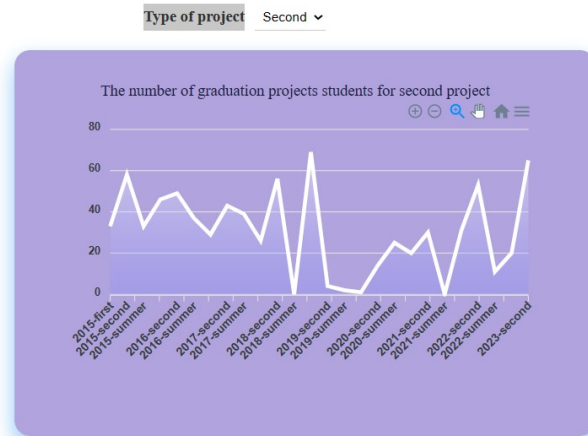 Type of project Second
The number of graduation projects students for second project
80
60
40
20
0
2015-first
2015-second
2015-summer
2016-second
2016-summer
2017-second
2017-summer
2018-second
2018-summer
2019-second
2019-summer
2020-second
2020-summer
2021-second
2021-summer
2022-second
2022-summer
2023-second